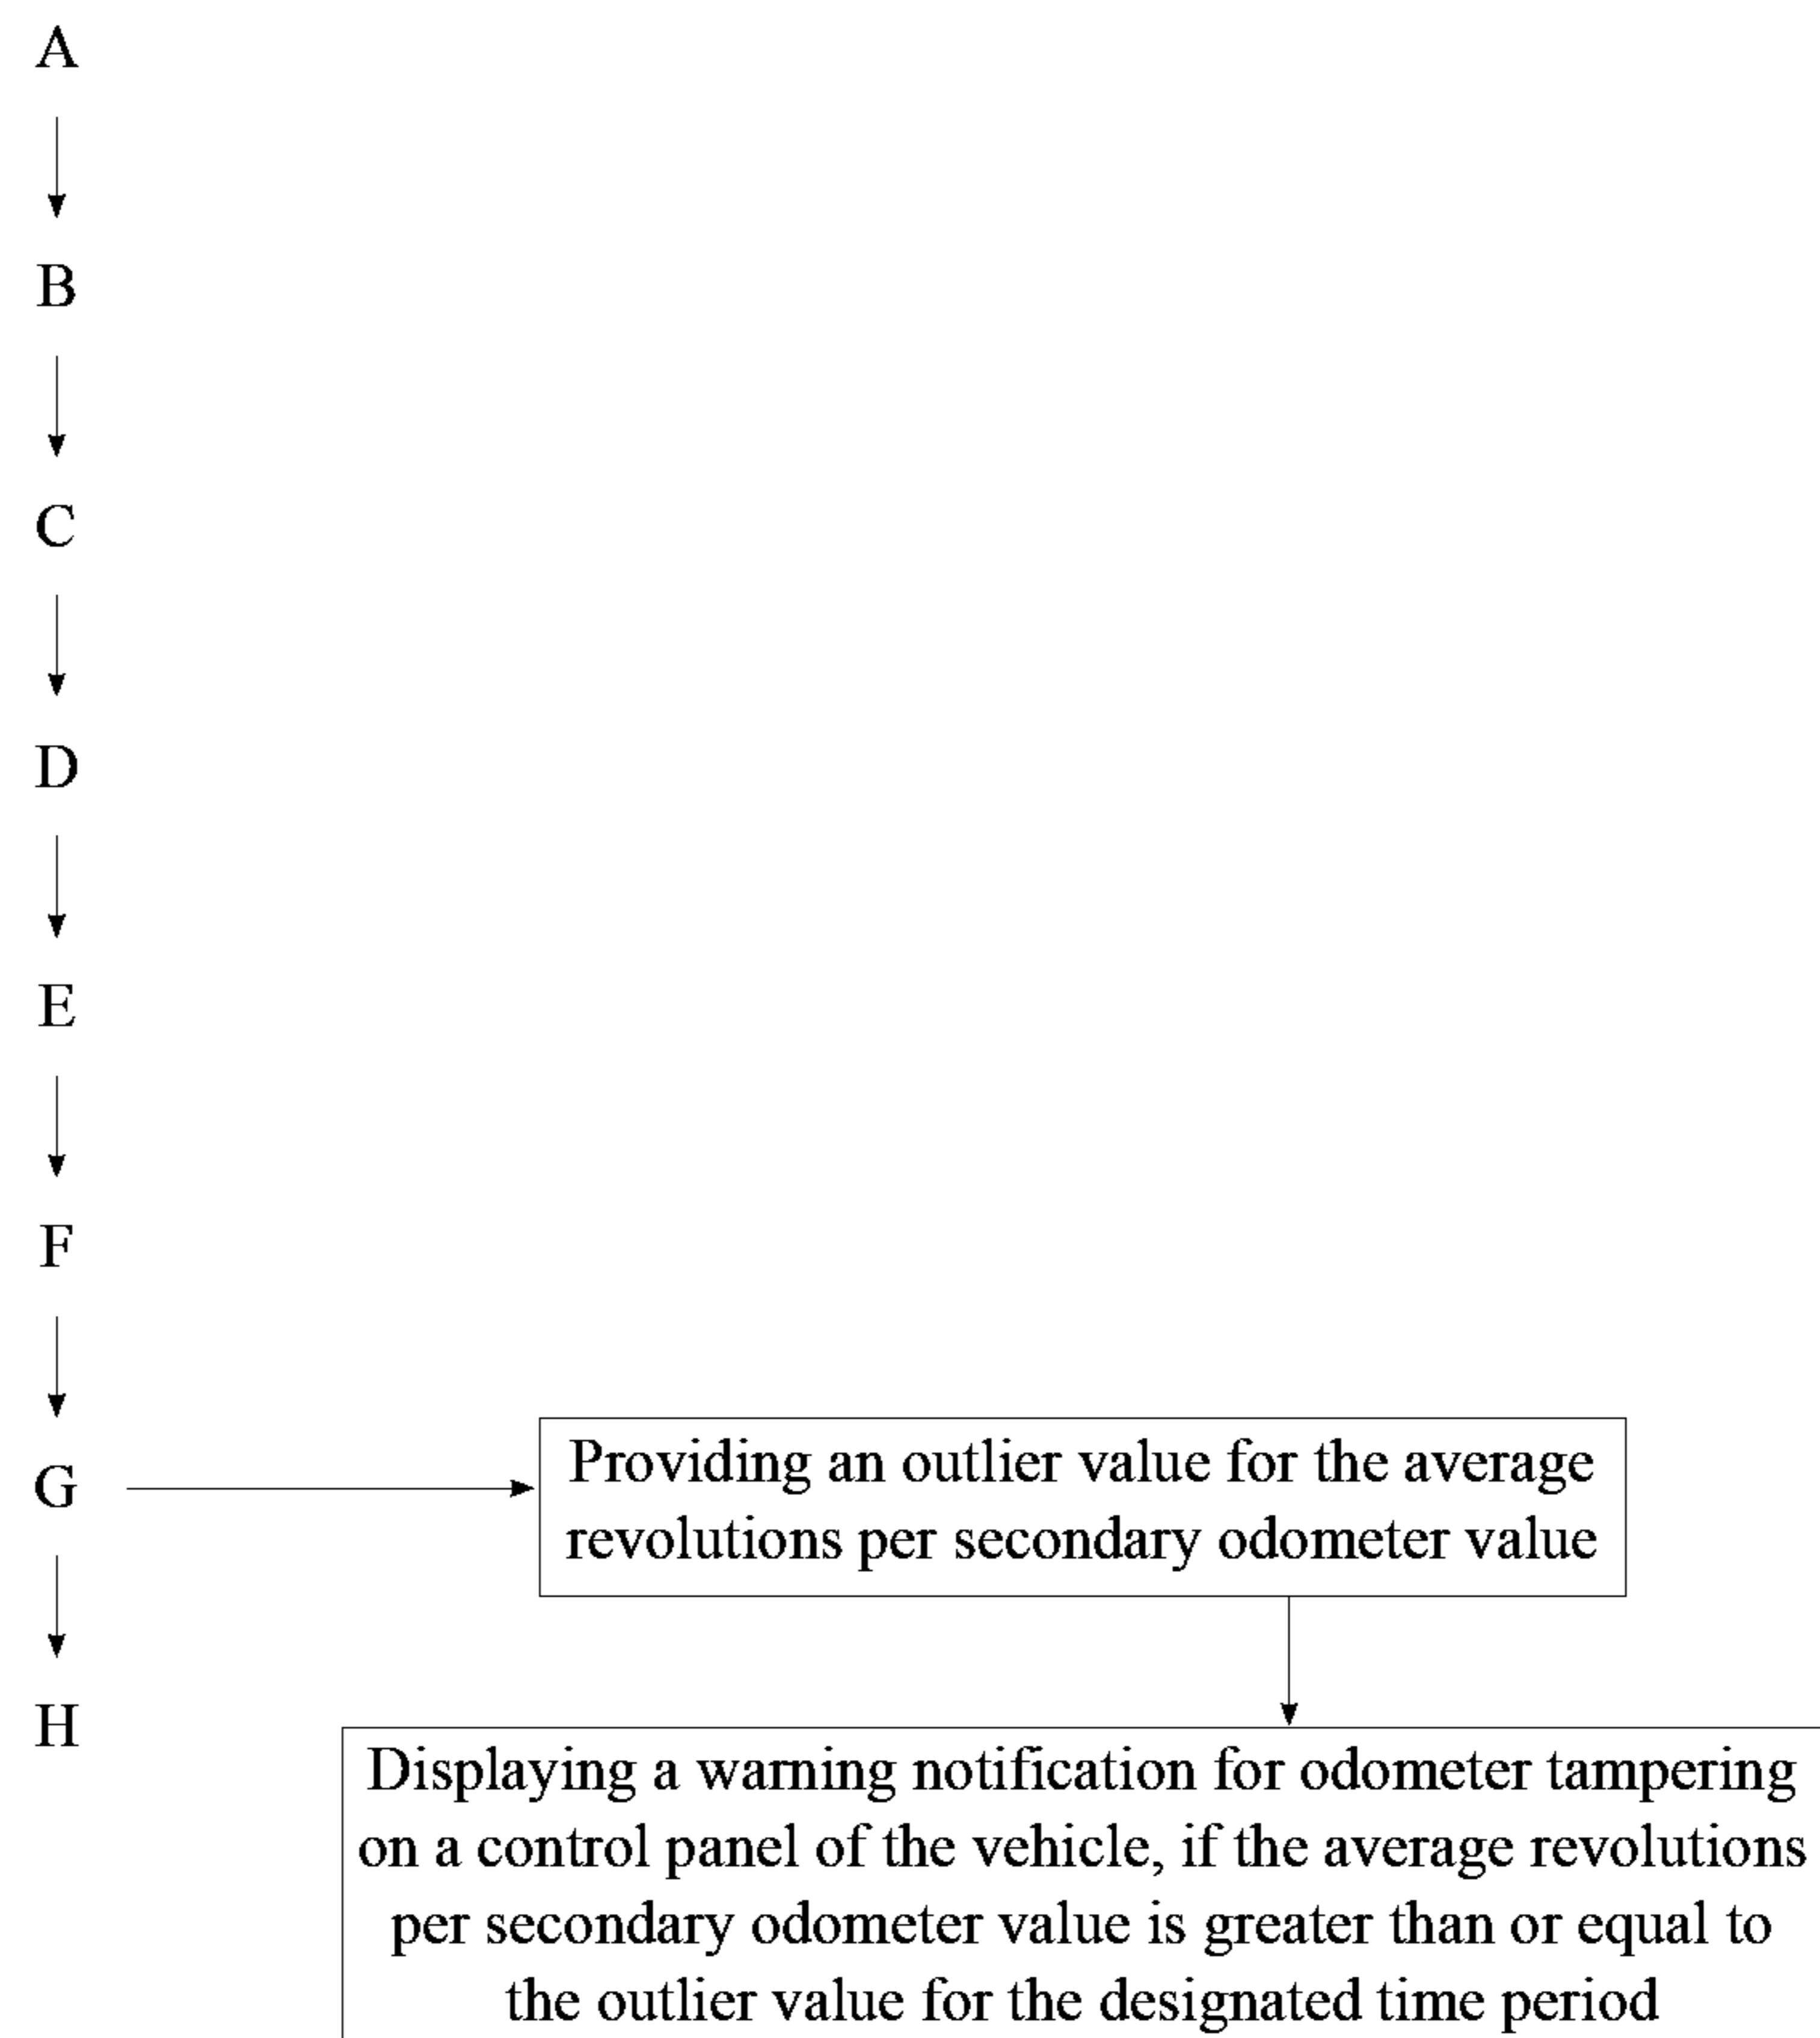 A
B
C
D
E
F
G
Providing an outlier value for the average
revolutions per secondary odometer value
H
Displaying a warning notification for odometer tampering
on a control panel of the vehicle, if the average revolutions
per secondary odometer value is greater than or equal to
the outlier value for the designated time period